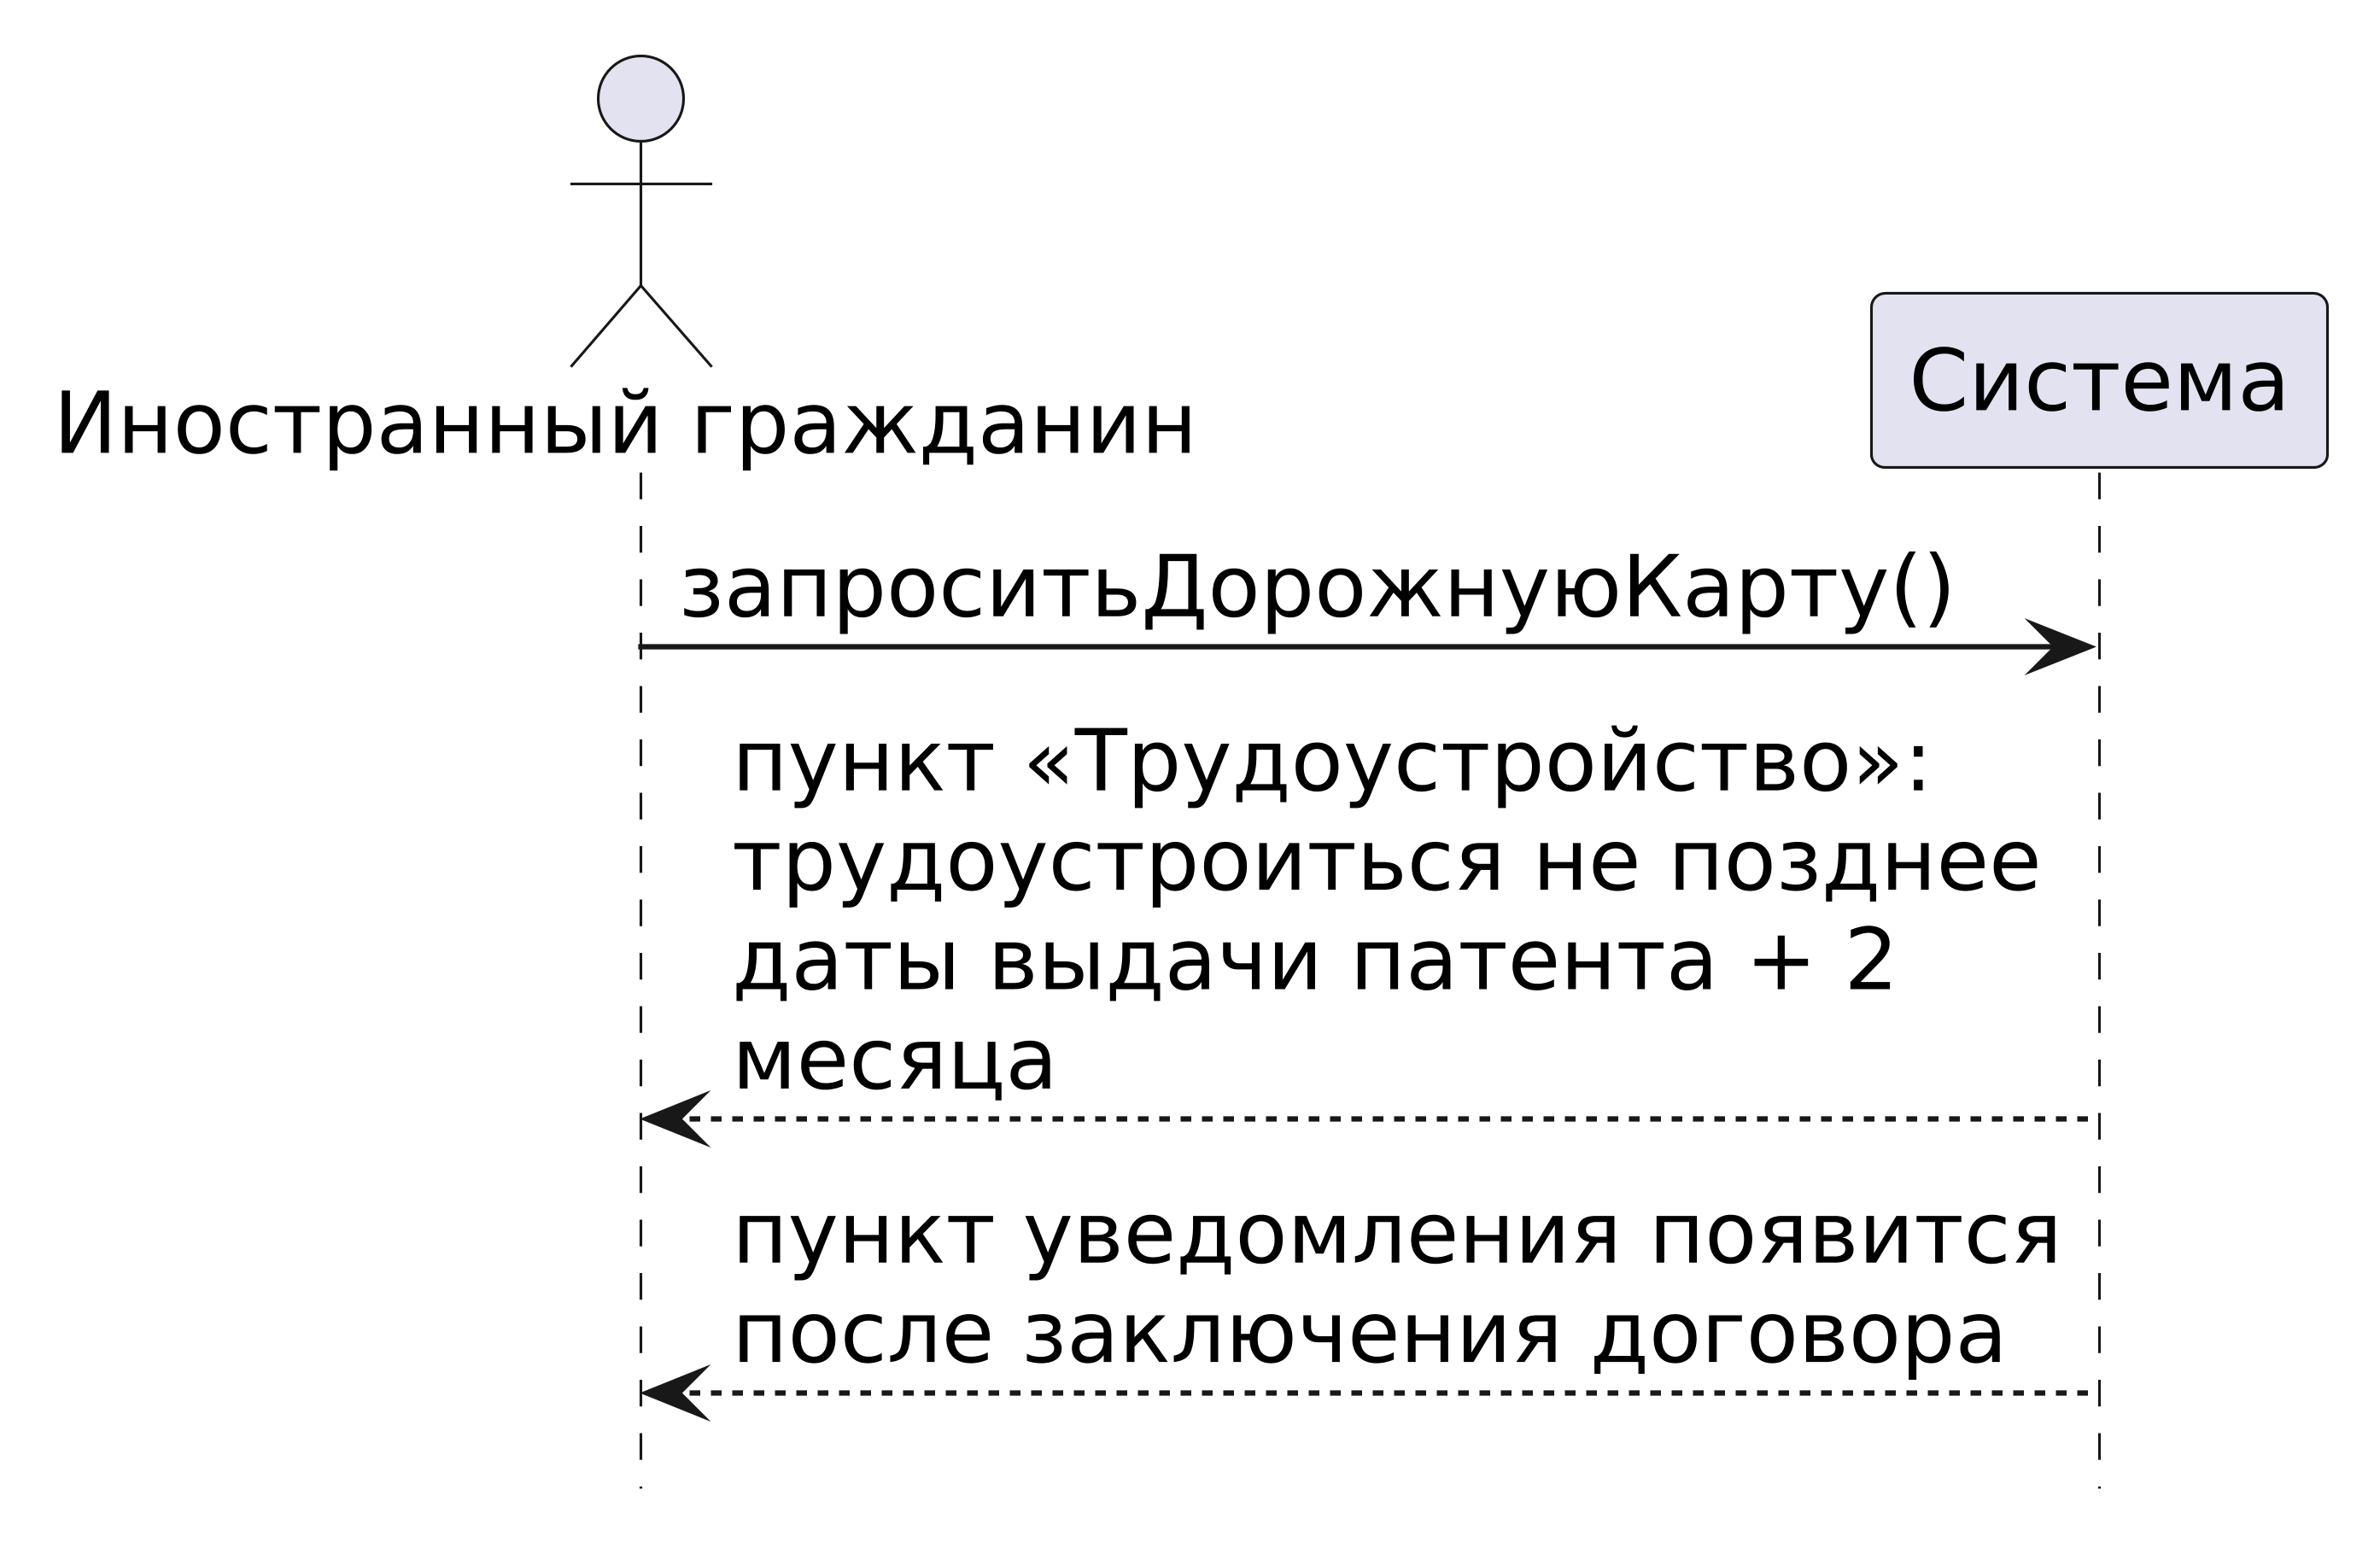 Иностранный гражданин
Система
запроситьДорожнуюКарту()
пункт «Трудоустройство»:
трудоустроиться не позднее
даты выдачи патента + 2
месяца
пункт уведомления появится
после заключения договора